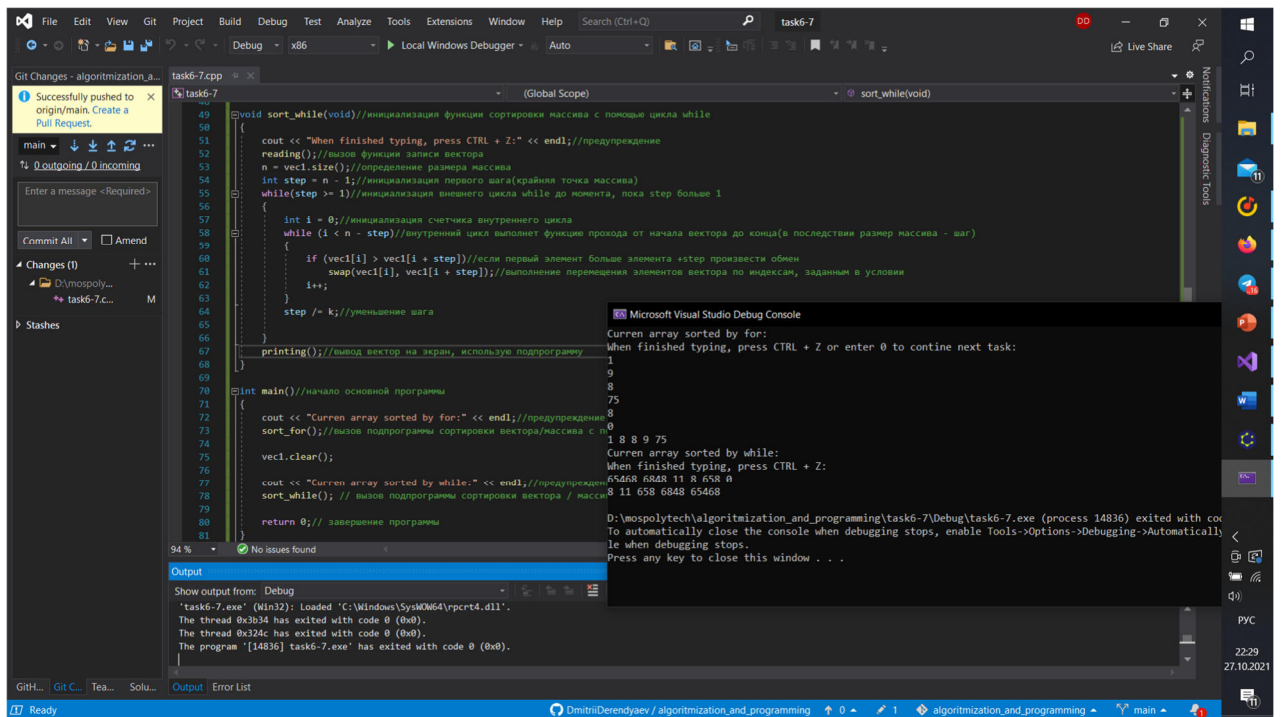 File Edit View Git Project Build Debug Test Analyze Tools Extensions Window Help Search (Ctrl+Q) task6-7 DD
Debug x86 Local Windows Debugger Auto Live Share
Git Changes - algoritmization_a...
Successfully pushed to
origin/main. Create a
Pull Request.
main
0 outgoing / 0 incoming
Enter a message <Required>
Commit All Amend
Changes (1)
D:\mospoly...
task6-7.c... M
Stashes
GitH... Git C... Tea... Solu...
task6-7.cpp
task6-7 (Global Scope) sort_while(void)
49 void sort_while(void)//инициализация функции сортировки массива с помощью цикла while
50 {
51 cout << "When finished typing, press CTRL + Z:" << endl;//предупреждение
52 reading();//вызов функции записи вектора
53 n = vec1.size();//определение размера массива
54 int step = n - 1;//инициализация первого шага(крайняя точка массива)
55 while(step >= 1)//инициализация внешнего цикла while до момента, пока step больше 1
56 {
57 int i = 0;//инициализация счетчика внутреннего цикла
58 while (i < n - step)//внутренний цикл выполнет функцию прохода от начала вектора до конца(в последствии размер массива - шаг)
59 {
60 if (vec1[i] > vec1[i + step])//если первый элемент больше элемента +step произвести обмен
61 swap(vec1[i], vec1[i + step]);//выполнение перемещения элементов вектора по индексам, заданным в условии
62 i++;
63 }
64 step /= k;//уменьшение шага
65
66 }
67 printing();//вывод вектор на экран, использую подпрограмму
68 }
69
70 int main()//начало основной программы
71 {
72 cout << "Curren array sorted by for:" << endl;//предупреждение
73 sort_for();//вызов подпрограммы сортировки вектора/массива с п
74
75 vec1.clear();
76
77 cout << "Curren array sorted by while:" << endl;//предупрежден
78 sort_while(); // вызов подпрограммы сортировки вектора / масси
79
80 return 0;// завершение программы
81 }
94 % No issues found
Output
Show output from: Debug
'task6-7.exe' (Win32): Loaded 'C:\Windows\SysWOW64\rpcrt4.dll'.
The thread 0x3b34 has exited with code 0 (0x0).
The thread 0x324c has exited with code 0 (0x0).
The program '[14836] task6-7.exe' has exited with code 0 (0x0).
Output Error List
Microsoft Visual Studio Debug Console
Curren array sorted by for:
When finished typing, press CTRL + Z or enter 0 to contine next task:
1
9
8
75
8
0
1 8 8 9 75
Curren array sorted by while:
When finished typing, press CTRL + Z:
65468 6848 11 8 658 0
8 11 658 6848 65468
D:\mospolytech\algoritmization_and_programming\task6-7\Debug\task6-7.exe (process 14836) exited with cod
To automatically close the console when debugging stops, enable Tools->Options->Debugging->Automatically
le when debugging stops.
Press any key to close this window . . .
Notifications
Diagnostic Tools
11
16
РУС
22:29
27.10.2021
11
Ready DmitriiDerendyaev / algoritmization_and_programming 0 1 algoritmization_and_programming main 1